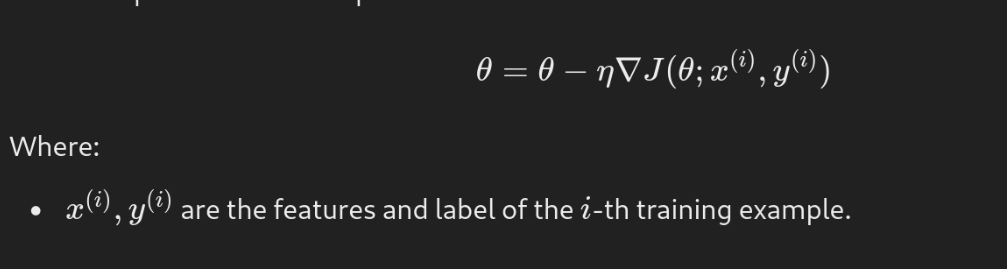 θ = θ − η∇J(θ; x^(i), y^(i))
Where:
• x^(i), y^(i) are the features and label of the i-th training example.